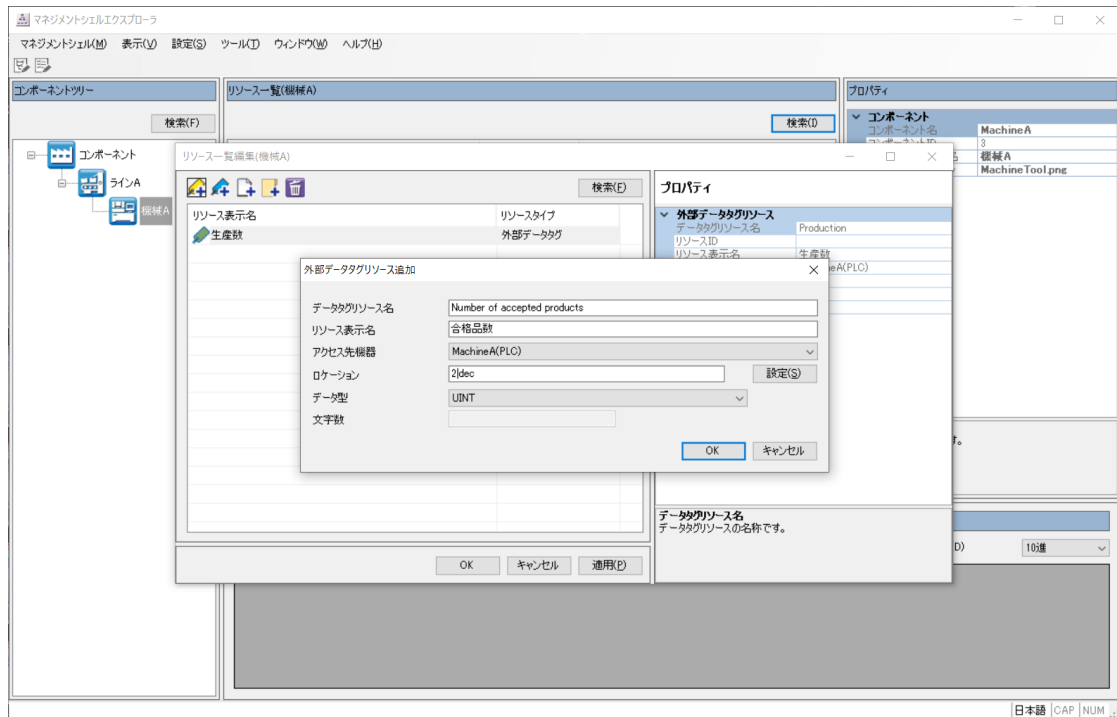 マネジメントシェルエクスプローラ
マネジメントシェル(M) 表示(V) 設定(S) ツール(T) ウィンドウ(W) ヘルプ(H)
コンポーネントツリー
検索(F)
コンポーネント
ラインA
機械A
リソース一覧(機械A)
検索(I)
プロパティ
コンポーネント
コンポーネント名 MachineA
コンポーネントID 3
機械A
MachineTool.png
リソース一覧編集(機械A)
検索(E)
リソース表示名 リソースタイプ
生産数 外部データタグ
プロパティ
外部データタグリソース
データタグリソース名 Production
リソースID
リソース表示名 生産数
eA(PLC)
外部データタグリソース追加
データタグリソース名 Number of accepted products
リソース表示名 合格品数
アクセス先機器 MachineA(PLC)
ロケーション 2|dec 設定(S)
データ型 UINT
文字数
OK キャンセル
データタグリソース名
データタグリソースの名称です。
OK キャンセル 適用(P)
す。
D) 10進
日本語 CAP NUM